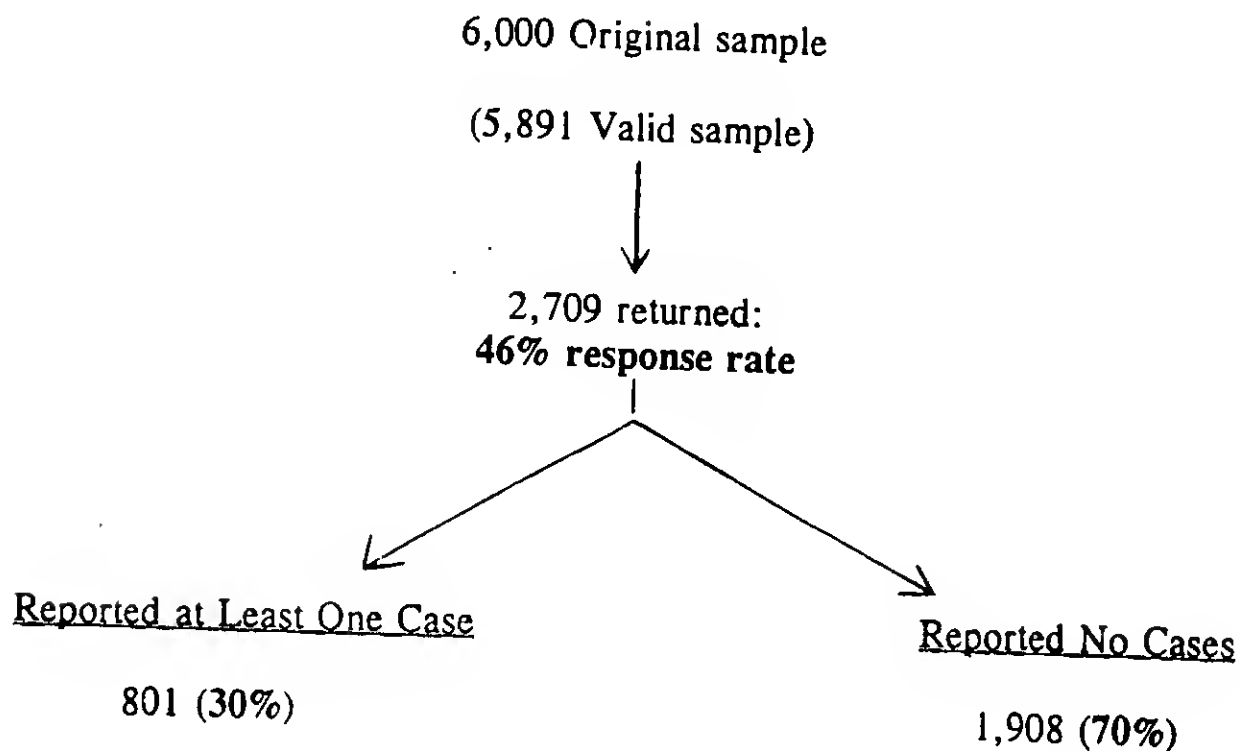 6,000 Original sample
(5,891 Valid sample)
2,709 returned:
46% response rate
Reported at Least One Case
801 (30%)
Reported No Cases
1,908 (70%)